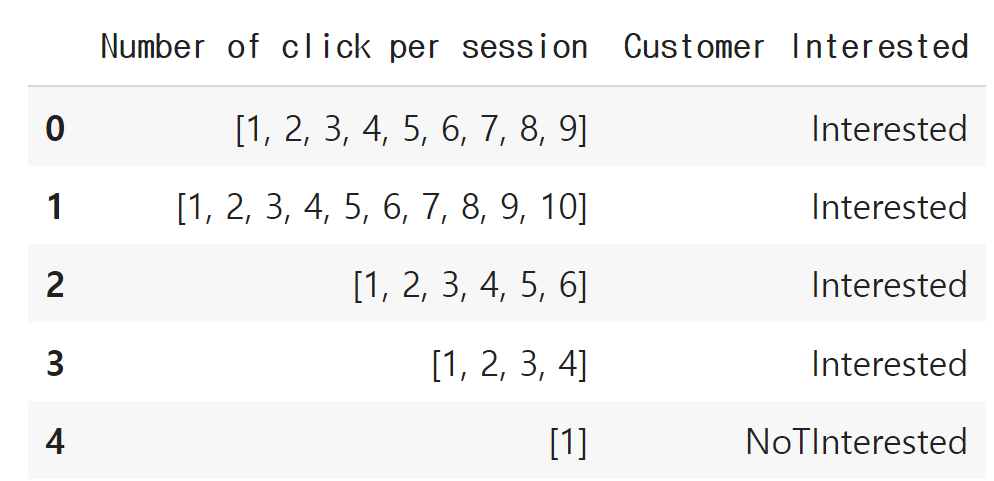 Number of click per session Customer Interested
0 [1, 2, 3, 4, 5, 6, 7, 8, 9] Interested
1 [1, 2, 3, 4, 5, 6, 7, 8, 9, 10] Interested
2 [1, 2, 3, 4, 5, 6] Interested
3 [1, 2, 3, 4] Interested
4 [1] NoTInterested